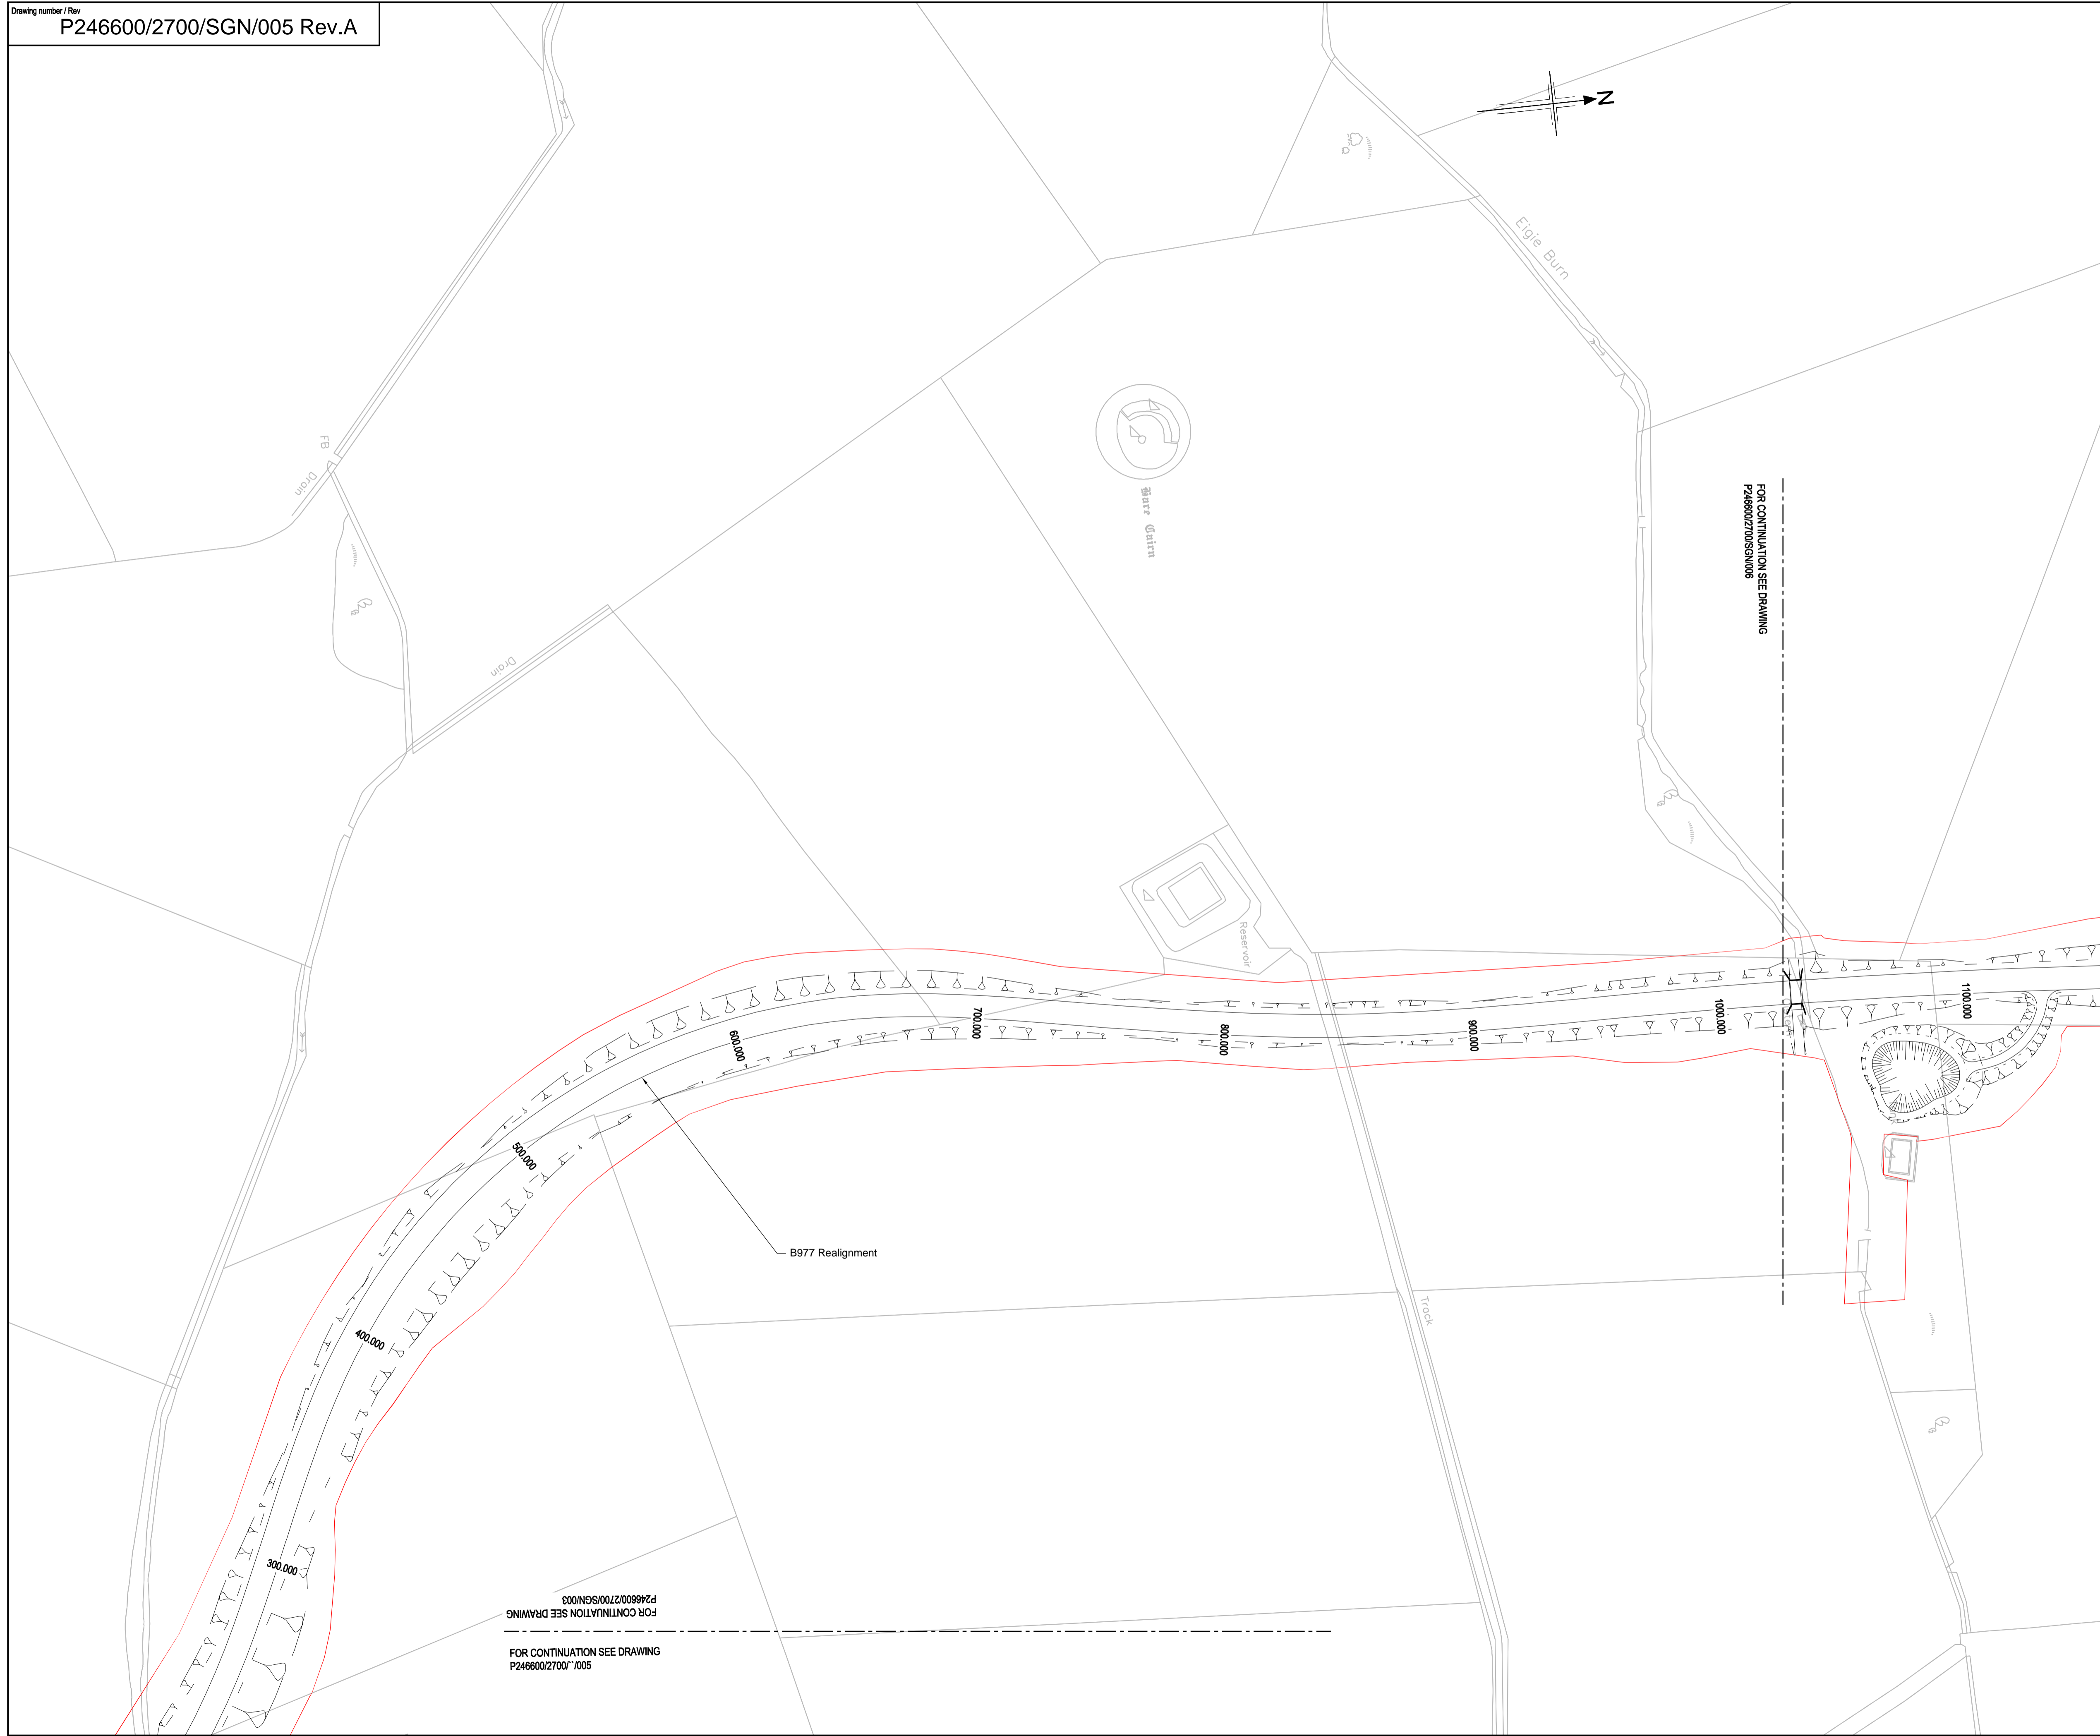 Drawing number / Rev
P246600/2700/SGN/005 Rev.A
N
Eigie Burn
FB
Drain
Hare Cairn
FOR CONTINUATION SEE DRAWING
P246600/2700/SGN/006
Drain
Reservoir
300.000
400.000
500.000
600.000
700.000
800.000
900.000
1000.000
1100.000
B977 Realignment
Track
P246600/2700/SGN/003
FOR CONTINUATION SEE DRAWING
FOR CONTINUATION SEE DRAWING
P246600/2700/``/005